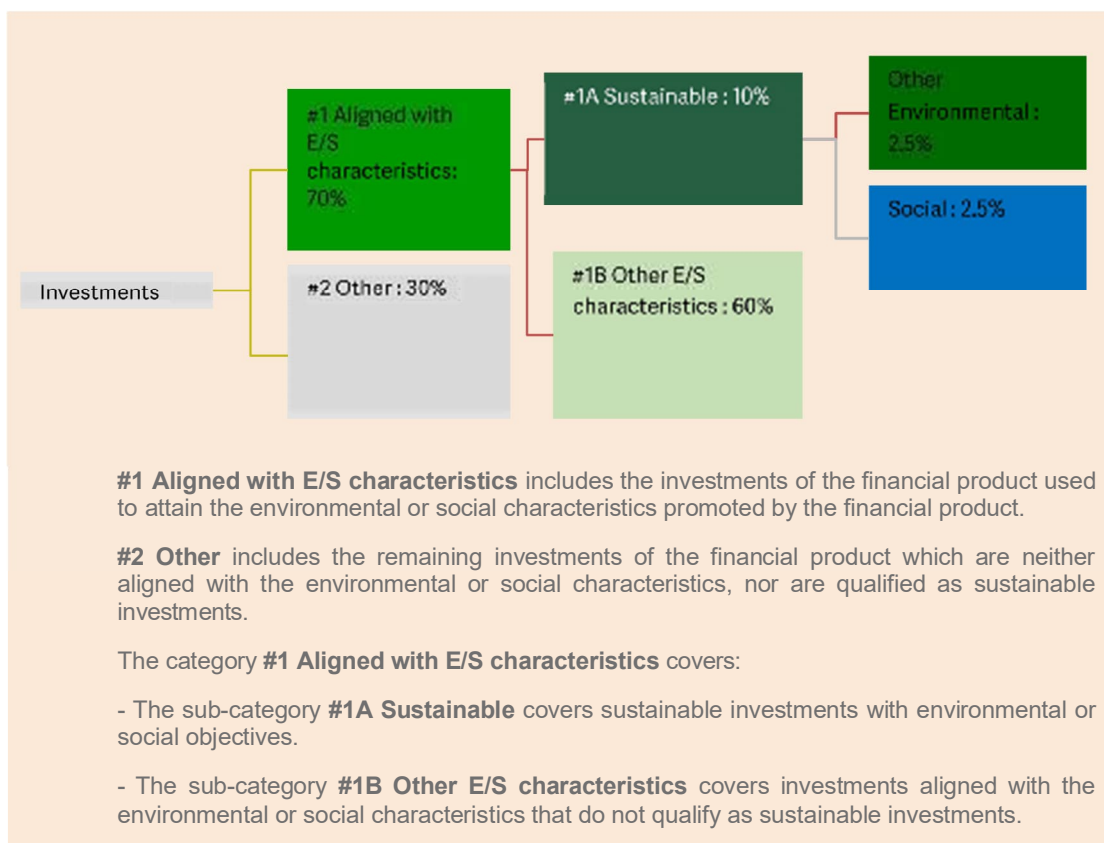 #1 Aligned with
E/S
characteristics:
70%
#1A Sustainable : 10%
Other
Environmental :
2.5%
Social : 2.5%
Investments
#2 Other : 30%
#1B Other E/S
characteristics : 60%
#1 Aligned with E/S characteristics includes the investments of the financial product used
to attain the environmental or social characteristics promoted by the financial product.
#2 Other includes the remaining investments of the financial product which are neither
aligned with the environmental or social characteristics, nor are qualified as sustainable
investments.
The category #1 Aligned with E/S characteristics covers:
- The sub-category #1A Sustainable covers sustainable investments with environmental or
social objectives.
- The sub-category #1B Other E/S characteristics covers investments aligned with the
environmental or social characteristics that do not qualify as sustainable investments.